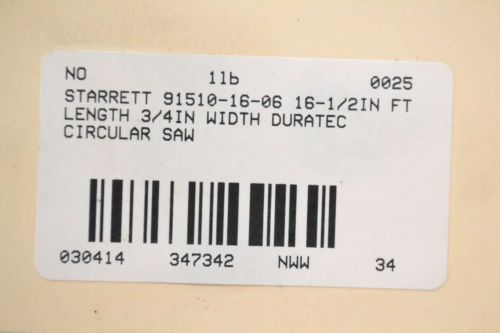 NO 1lb 0025
STARRETT 91510-16-06 16-1/2IN FT
LENGTH 3/4IN WIDTH DURATEC
CIRCULAR SAW
030414 347342 NWW 34